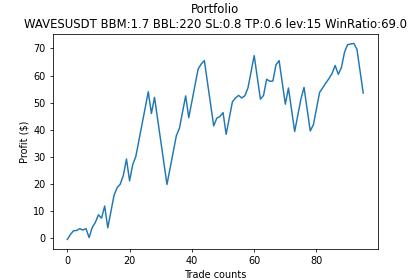 Portfolio
WAVESUSDT BBM:1.7 BBL:220 SL:0.8 TP:0.6 lev:15 WinRatio:69.0
70
60
50
40
30
20
10
0
Profit ($)
0 20 40 60 80
Trade counts